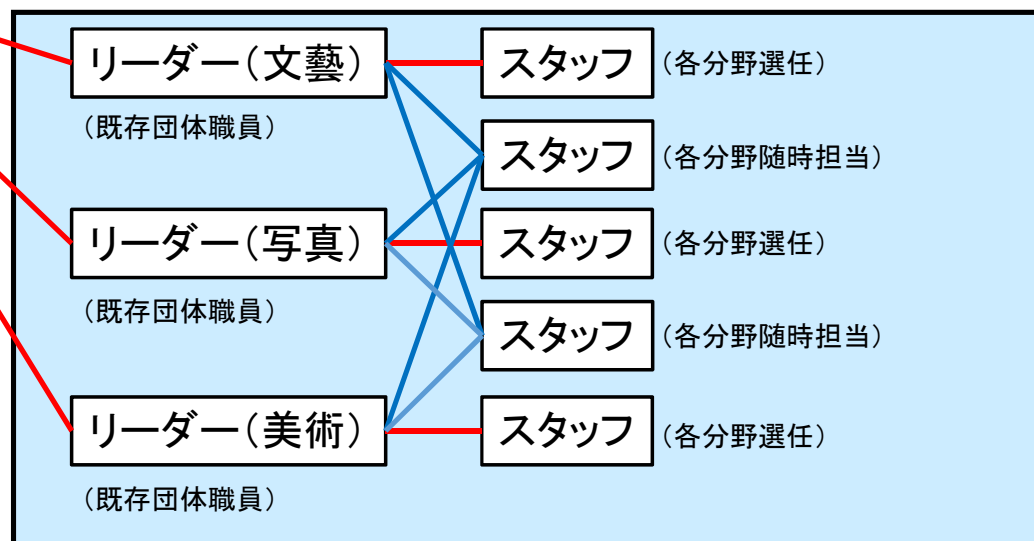 リーダー(文藝)
スタッフ
(各分野選任)
(既存団体職員)
スタッフ
(各分野随時担当)
リーダー(写真)
スタッフ
(各分野選任)
(既存団体職員)
スタッフ
(各分野随時担当)
リーダー(美術)
スタッフ
(各分野選任)
(既存団体職員)